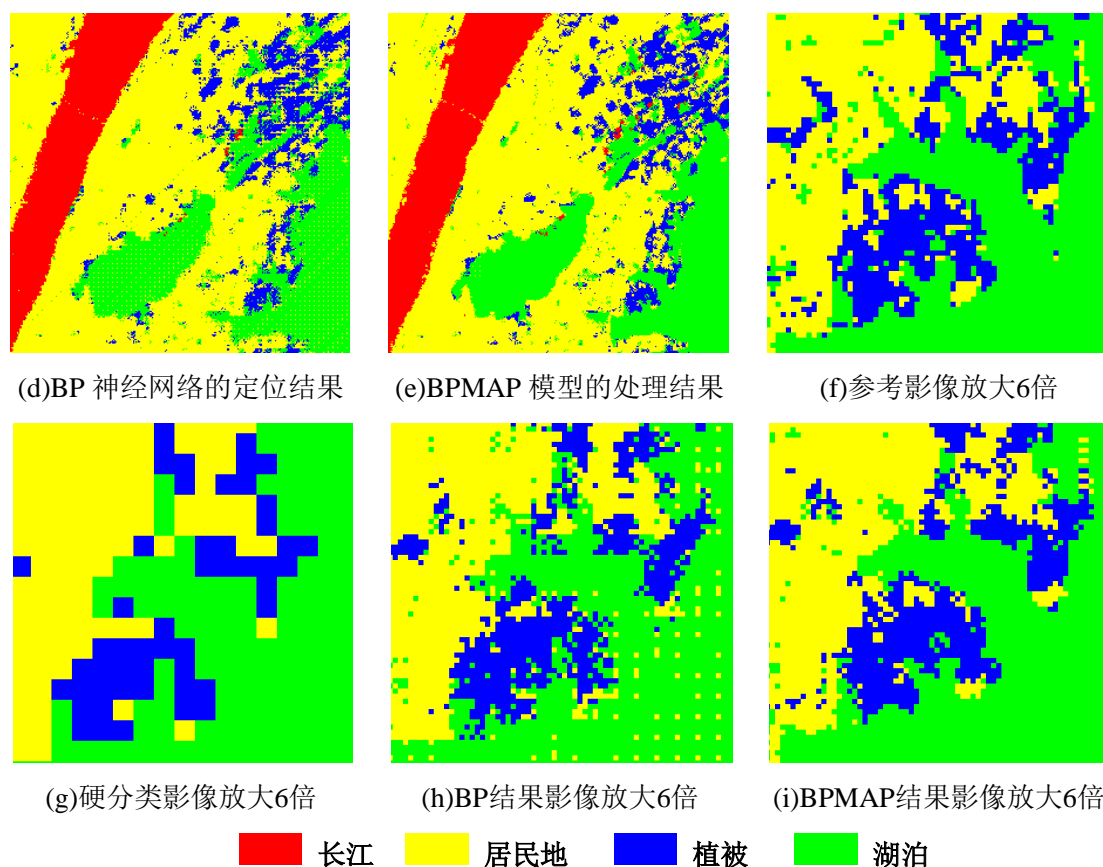 (d)BP 神经网络的定位结果
(e)BPMAP 模型的处理结果
(f)参考影像放大6倍
(g)硬分类影像放大6倍
(h)BP结果影像放大6倍
(i)BPMAP结果影像放大6倍
长江 居民地 植被 湖泊